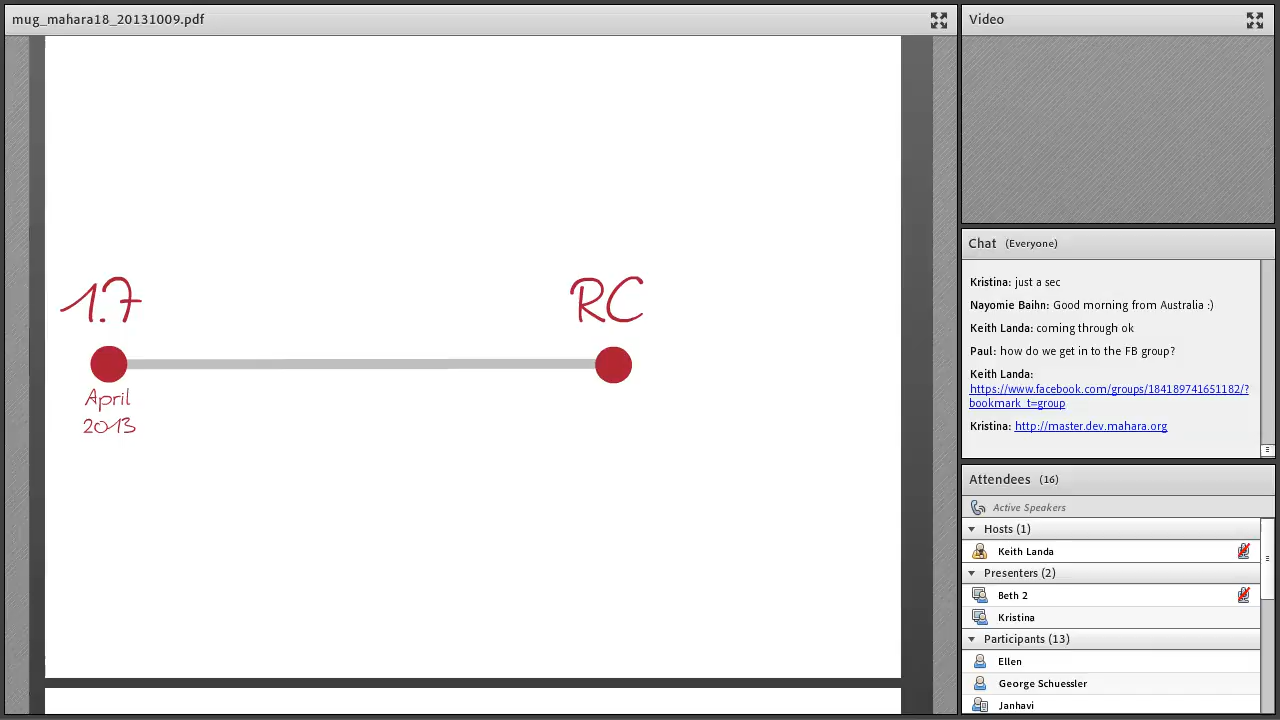 mug_mahara18_20131009.pdf
1.7
RC
April
2013
Video
Chat (Everyone)
Kristina: just a sec
Nayomie Baihn: Good morning from Australia :)
Keith Landa: coming through ok
Paul: how do we get in to the FB group?
Keith Landa:
https://www.facebook.com/groups/184189741651182/?
bookmark_t=group
Kristina: http://master.dev.mahara.org
Attendees (16)
Active Speakers
Hosts (1)
Keith Landa
Presenters (2)
Beth 2
Kristina
Participants (13)
Ellen
George Schuessler
Janhavi